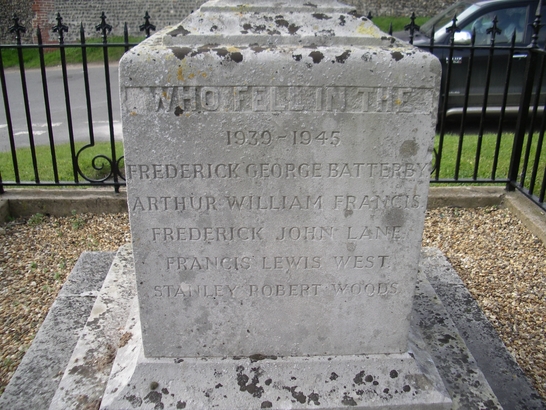 WHO FELL IN THE
1939-1945
FREDERICK GEORGE BATTERBY
ARTHUR WILLIAM FRANCIS
FREDERICK JOHN LANE
FRANCIS LEWIS WEST
STANLEY ROBERT WOODS